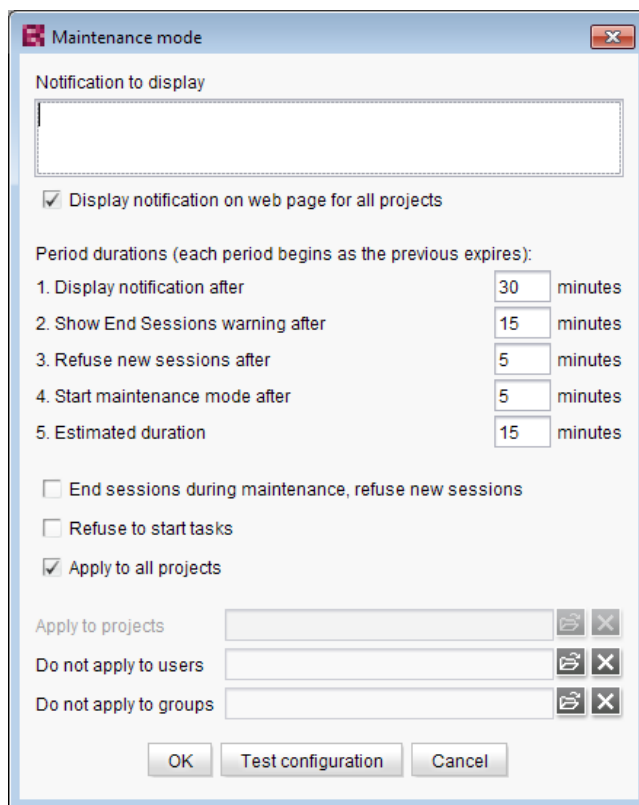 Maintenance mode
Notification to display
Display notification on web page for all projects
Period durations (each period begins as the previous expires):
1. Display notification after 30 minutes
2. Show End Sessions warning after 15 minutes
3. Refuse new sessions after 5 minutes
4. Start maintenance mode after 5 minutes
5. Estimated duration 15 minutes
End sessions during maintenance, refuse new sessions
Refuse to start tasks
Apply to all projects
Apply to projects
Do not apply to users
Do not apply to groups
OK Test configuration Cancel